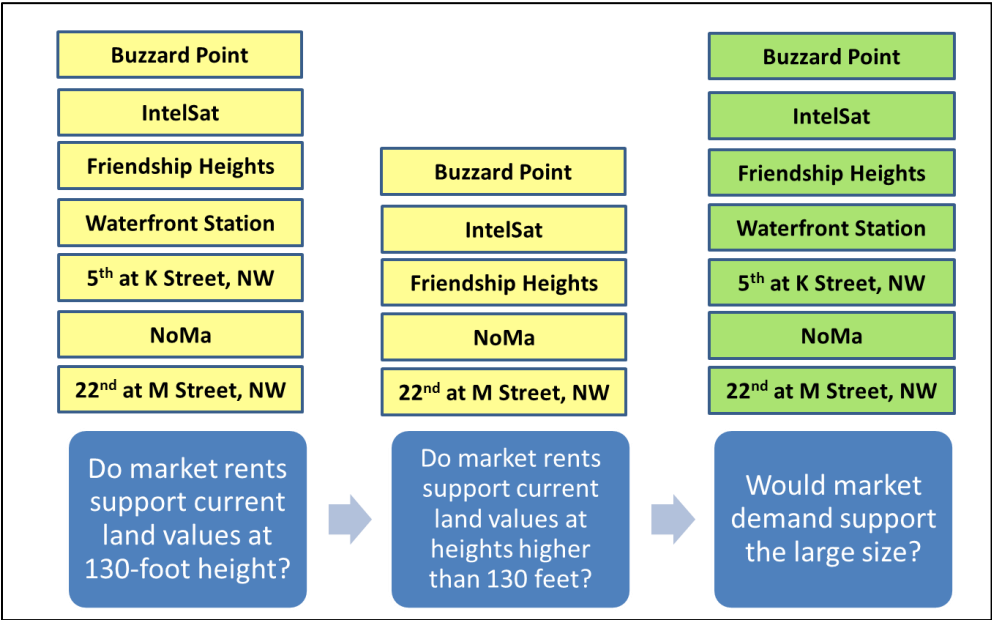 Buzzard Point
IntelSat
Friendship Heights
Waterfront Station
5th at K Street, NW
NoMa
22nd at M Street, NW
Do market rents
support current
land values at
130-foot height?
Buzzard Point
IntelSat
Friendship Heights
NoMa
22nd at M Street, NW
Do market rents
support current
land values at
heights higher
than 130 feet?
Buzzard Point
IntelSat
Friendship Heights
Waterfront Station
5th at K Street, NW
NoMa
22nd at M Street, NW
Would market
demand support
the large size?